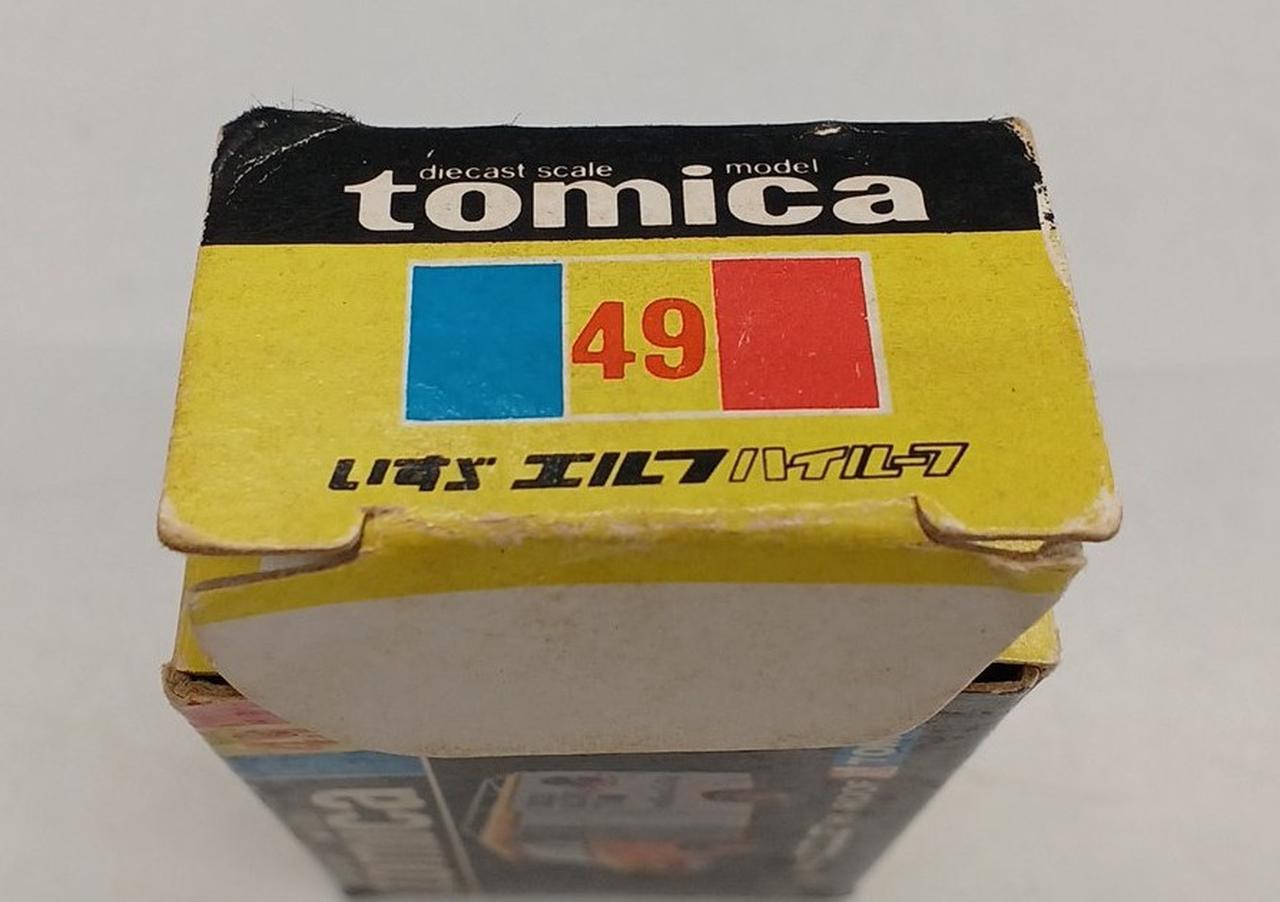 diecast scale model
tomica
49
いすゞ エルフハイルーフ